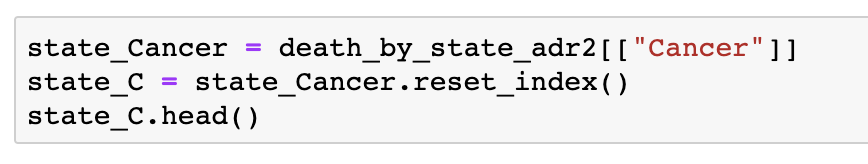 state_Cancer = death_by_state_adr2[["Cancer"]]
state_C = state_Cancer.reset_index()
state_C.head()